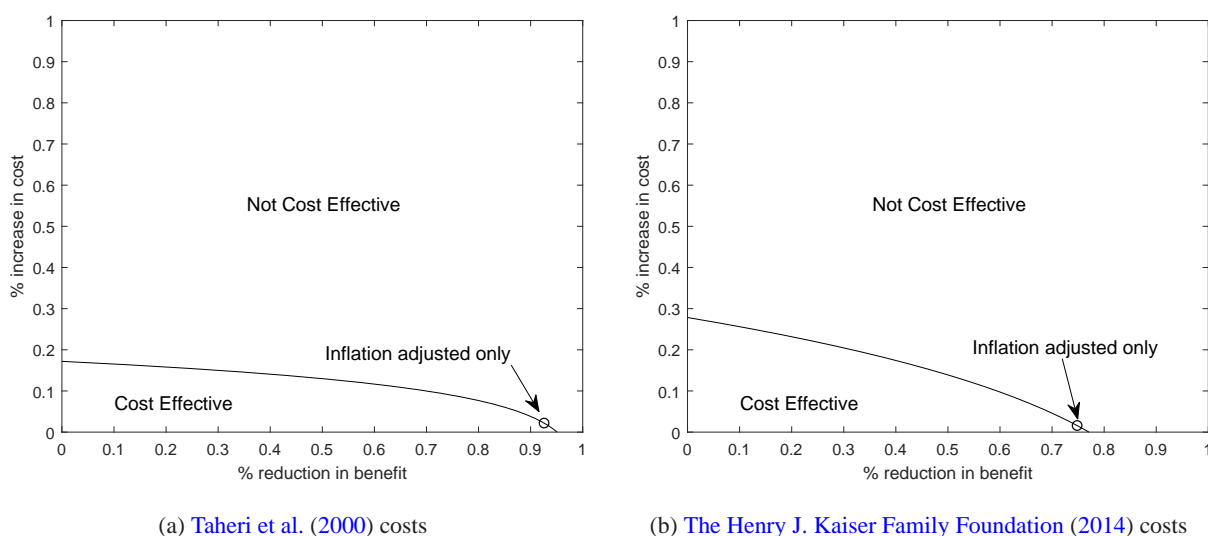 1
0.9
0.8
0.7
0.6
0.5
0.4
0.3
0.2
0.1
0
% increase in cost
Not Cost Effective
Inflation adjusted only
Cost Effective
0 0.1 0.2 0.3 0.4 0.5 0.6 0.7 0.8 0.9 1
% reduction in benefit
(a) Taheri et al. (2000) costs
1
0.9
0.8
0.7
0.6
0.5
0.4
0.3
0.2
0.1
0
% increase in cost
Not Cost Effective
Inflation adjusted only
Cost Effective
0 0.1 0.2 0.3 0.4 0.5 0.6 0.7 0.8 0.9 1
% reduction in benefit
(b) The Henry J. Kaiser Family Foundation (2014) costs